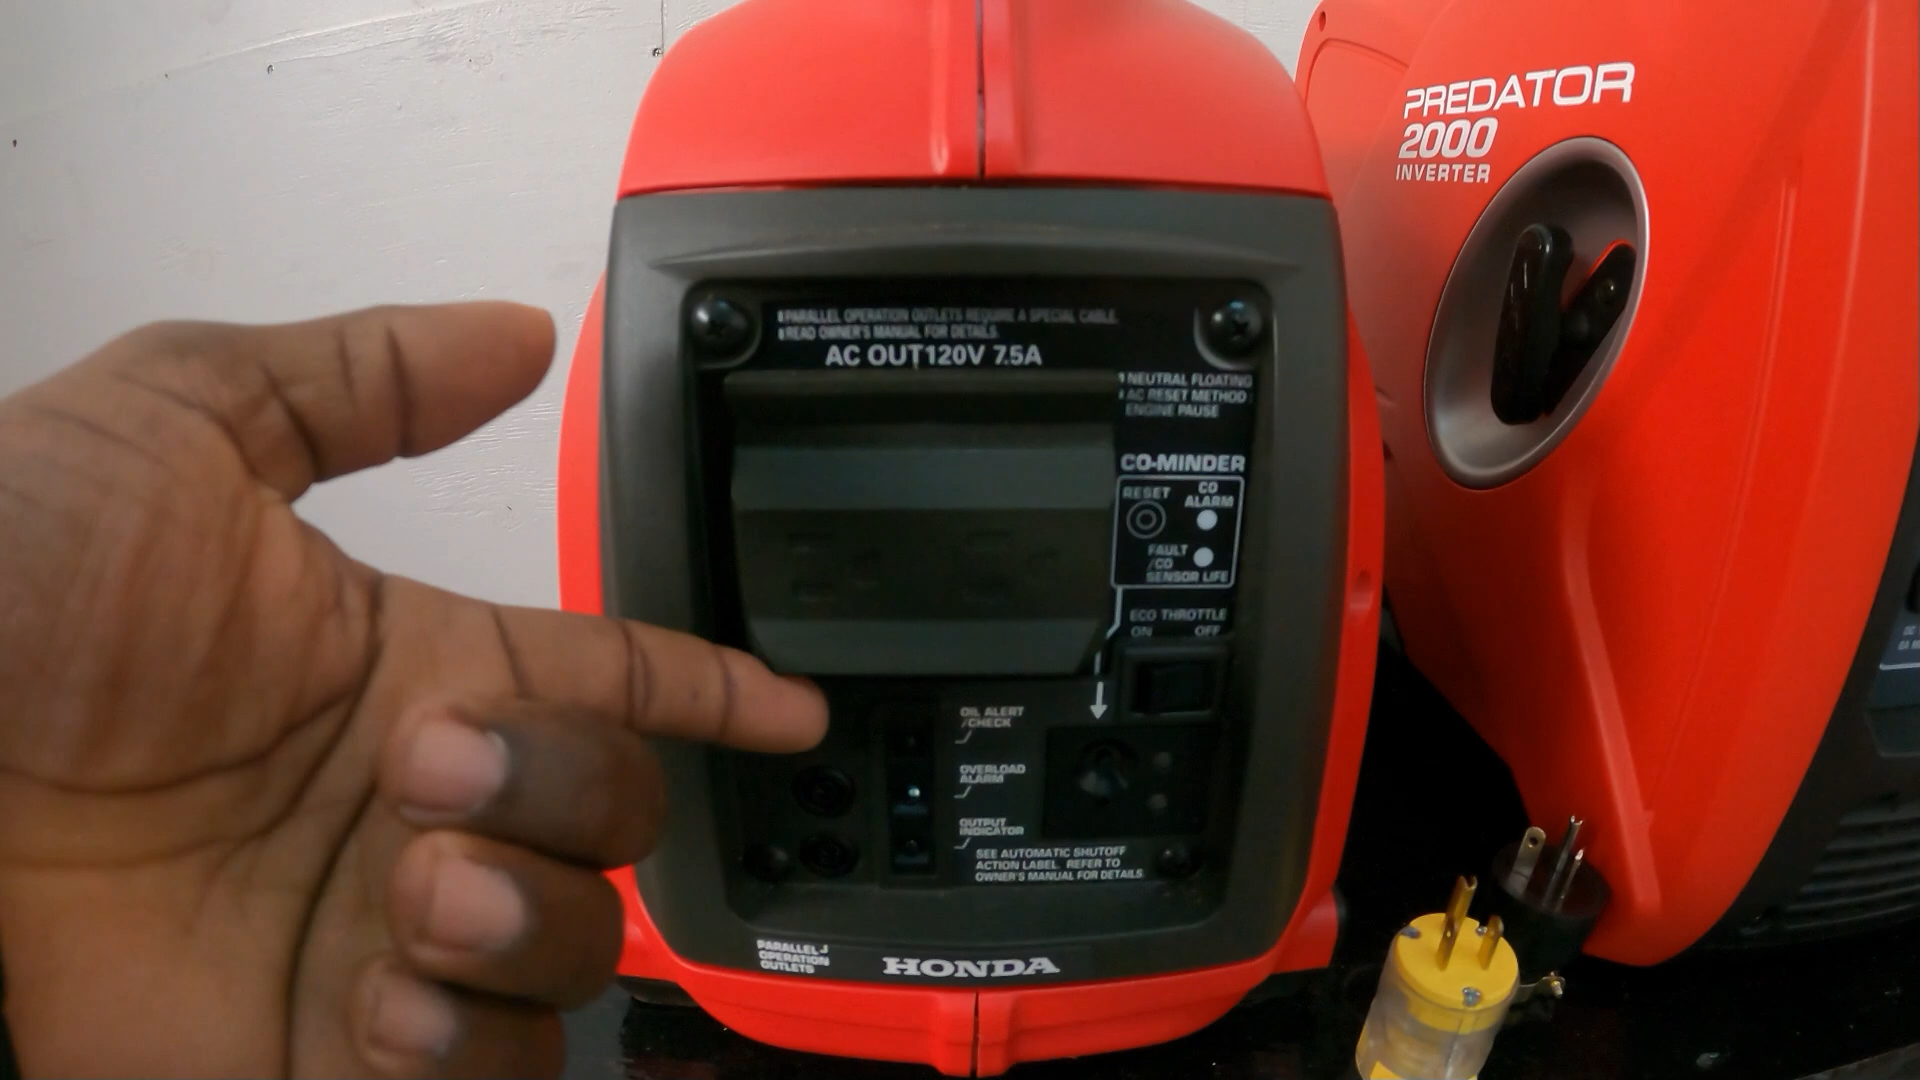 PREDATOR
2000
INVERTER
PARALLEL OPERATION OUTLETS REQUIRE A SPECIAL CABLE.
READ OWNER'S MANUAL FOR DETAILS.
AC OUT120V 7.5A
NEUTRAL FLOATING
AC RESET METHOD:
ENGINE PAUSE
CO-MINDER
RESET
CO
ALARM
FAULT
/CO
SENSOR LIFE
ECO THROTTLE
ON OFF
OIL ALERT
/CHECK
OVERLOAD
ALARM
OUTPUT
INDICATOR
SEE AUTOMATIC SHUTOFF
ACTION LABEL. REFER TO
OWNER'S MANUAL FOR DETAILS.
PARALLEL
OPERATION
OUTLETS
HONDA